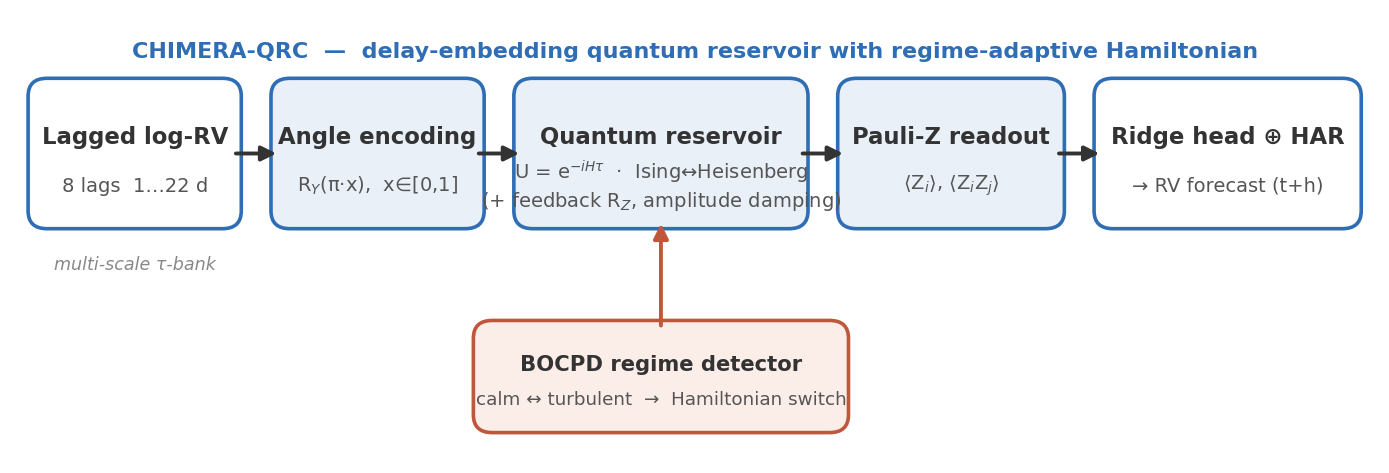 CHIMERA-QRC — delay-embedding quantum reservoir with regime-adaptive Hamiltonian
Lagged log-RV
8 lags 1…22 d
multi-scale τ-bank
Angle encoding
R_Y(π·x), x∈[0,1]
Quantum reservoir
U = e^{-iHτ} · Ising↔Heisenberg
(+ feedback R_Z, amplitude damping)
Pauli-Z readout
⟨Z_i⟩, ⟨Z_iZ_j⟩
Ridge head ⊕ HAR
→ RV forecast (t+h)
BOCPD regime detector
calm ↔ turbulent → Hamiltonian switch